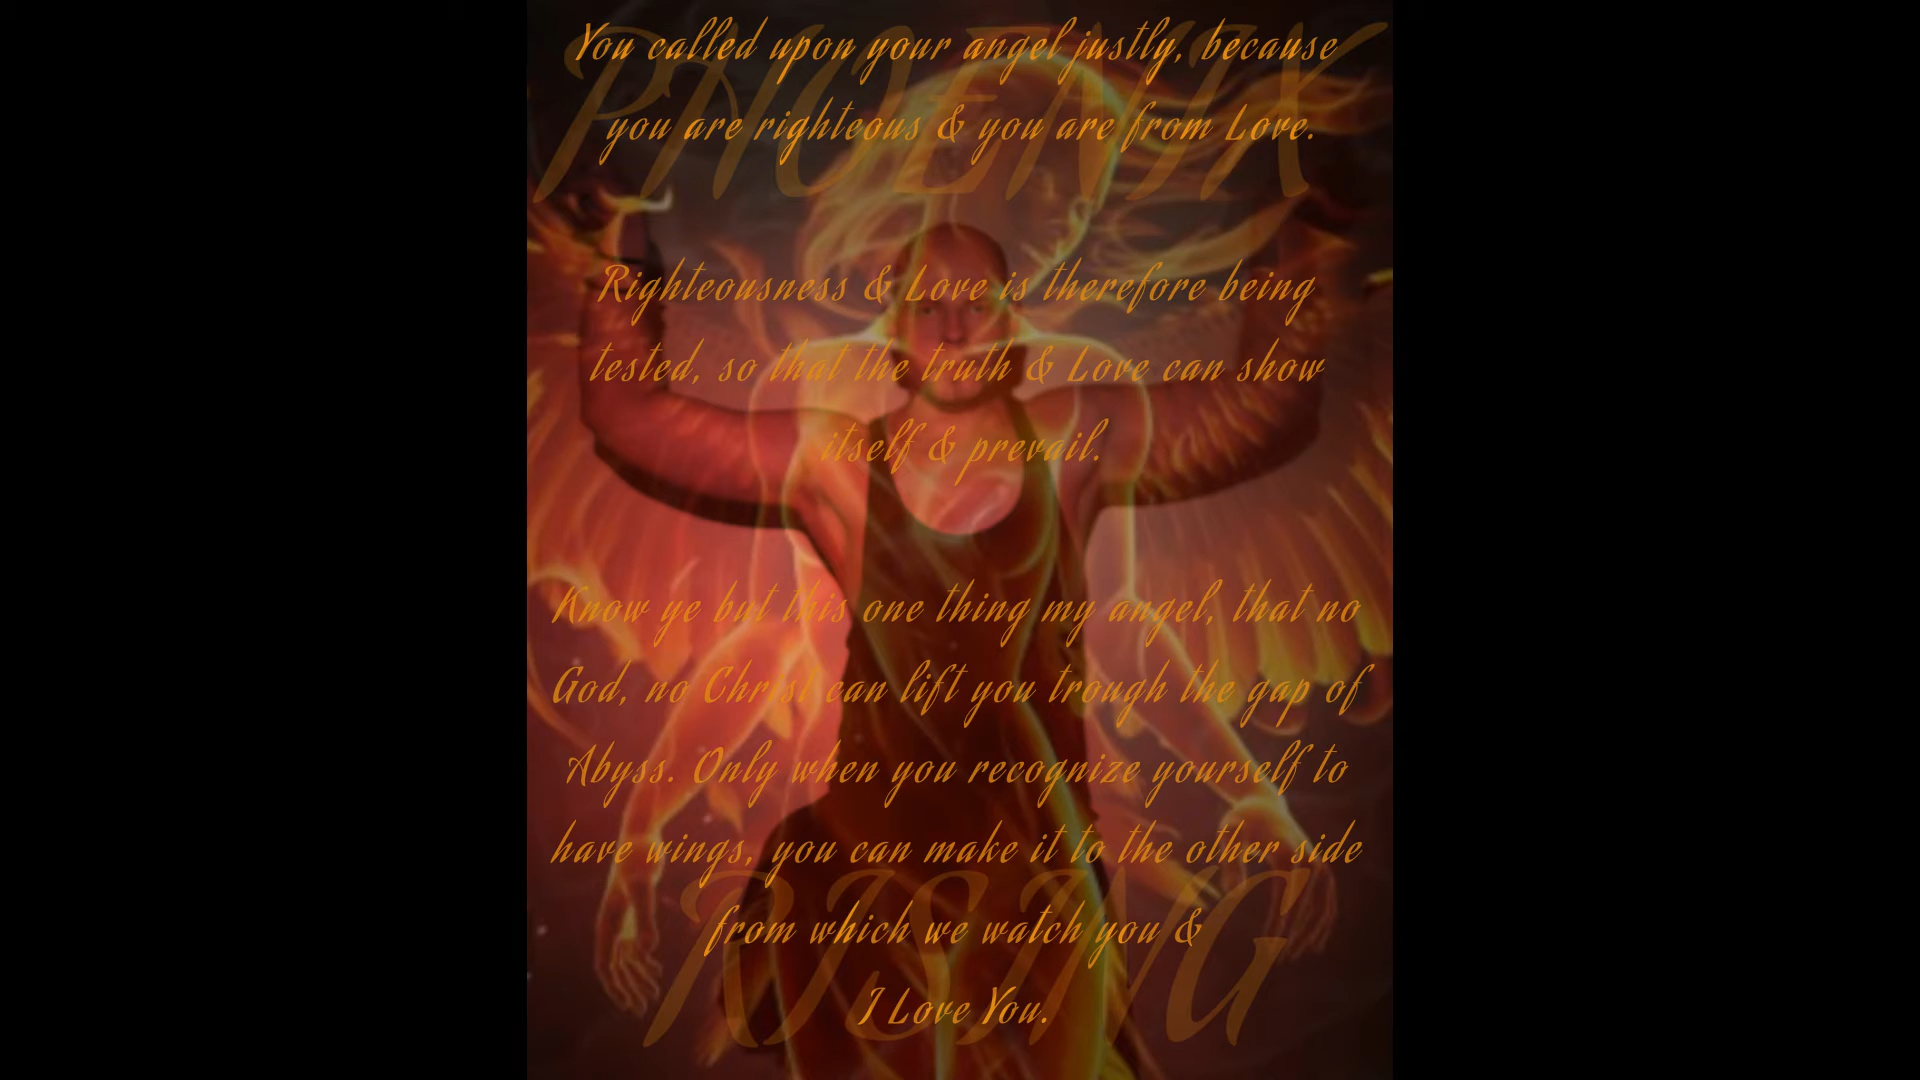 PHOENIX
You called upon your angel justly, because
you are righteous & you are from Love.
Righteousness & Love is therefore being
tested, so that the truth & Love can show
itself & prevail.
Know ye but this one thing my angel, that no
God, no Christ can lift you trough the gap of
Abyss. Only when you recognize yourself to
have wings, you can make it to the other side
from which we watch you &
I Love You.
RISING